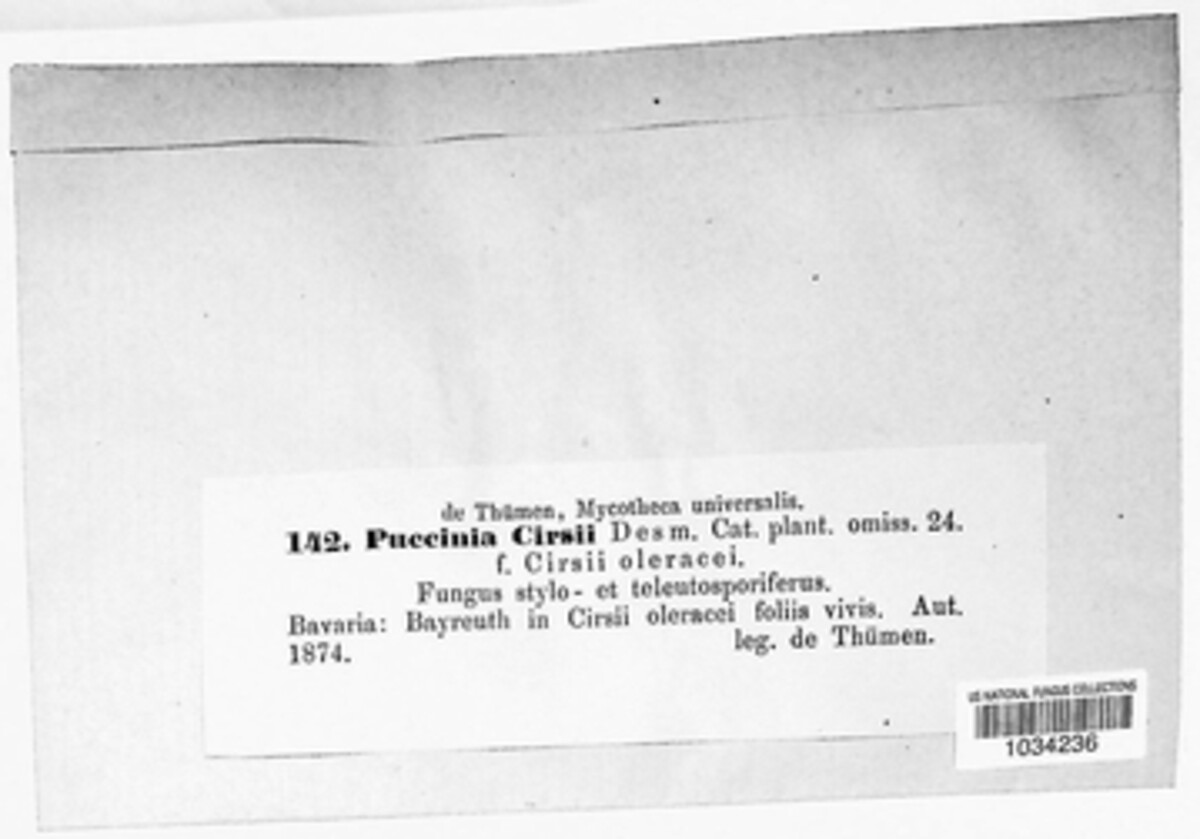 de Thümen, Mycotheca universalis.
142. Puccinia Cirsii Desm. Cat. plant. omiss. 24.
f. Cirsii oleracei.
Fungus stylo- et teleutosporiferus.
Bavaria: Bayreuth in Cirsii oleracei foliis vivis. Aut.
1874. leg. de Thümen.
US NATIONAL FUNGUS COLLECTIONS
1034236